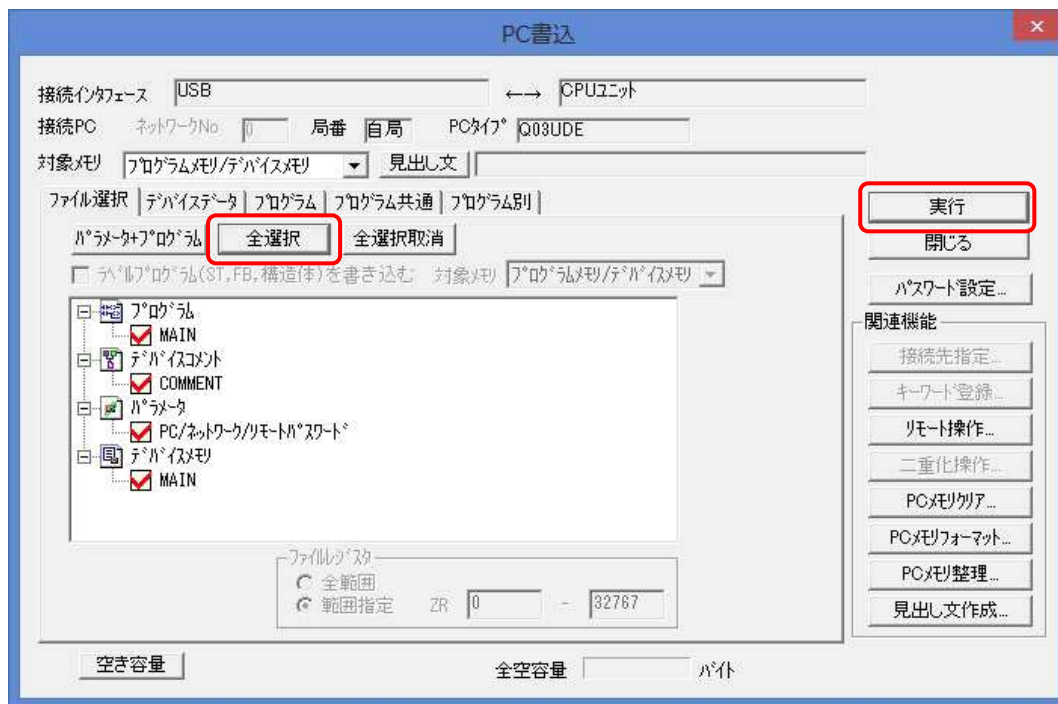 PC書込
接続ｲﾝﾀﾌｪｰｽ USB ←→ CPUﾕﾆｯﾄ
接続PC ﾈｯﾄﾜｰｸNo 0 局番 自局 PCﾀｲﾌﾟ Q03UDE
対象ﾒﾓﾘ ﾌﾟﾛｸﾞﾗﾑﾒﾓﾘ/ﾃﾞﾊﾞｲｽﾒﾓﾘ 見出し文
ﾌｧｲﾙ選択 ﾃﾞﾊﾞｲｽﾃﾞｰﾀ ﾌﾟﾛｸﾞﾗﾑ ﾌﾟﾛｸﾞﾗﾑ共通 ﾌﾟﾛｸﾞﾗﾑ別
ﾊﾟﾗﾒｰﾀ+ﾌﾟﾛｸﾞﾗﾑ 全選択 全選択取消
ﾗﾍﾞﾙﾌﾟﾛｸﾞﾗﾑ(ST,FB,構造体)を書き込む 対象ﾒﾓﾘ ﾌﾟﾛｸﾞﾗﾑﾒﾓﾘ/ﾃﾞﾊﾞｲｽﾒﾓﾘ
ﾌﾟﾛｸﾞﾗﾑ
MAIN
ﾃﾞﾊﾞｲｽｺﾒﾝﾄ
COMMENT
ﾊﾟﾗﾒｰﾀ
PC/ﾈｯﾄﾜｰｸ/ﾘﾓｰﾄﾊﾟｽﾜｰﾄﾞ
ﾃﾞﾊﾞｲｽﾒﾓﾘ
MAIN
ﾌｧｲﾙﾚｼﾞｽﾀ
全範囲
範囲指定 ZR 0 - 32767
空き容量 全空容量 ﾊﾞｲﾄ
実行
閉じる
ﾊﾟｽﾜｰﾄﾞ設定...
関連機能
接続先指定...
ｷｰﾜｰﾄﾞ登録...
ﾘﾓｰﾄ操作...
二重化操作...
PCﾒﾓﾘｸﾘｱ...
PCﾒﾓﾘﾌｫｰﾏｯﾄ...
PCﾒﾓﾘ整理...
見出し文作成...